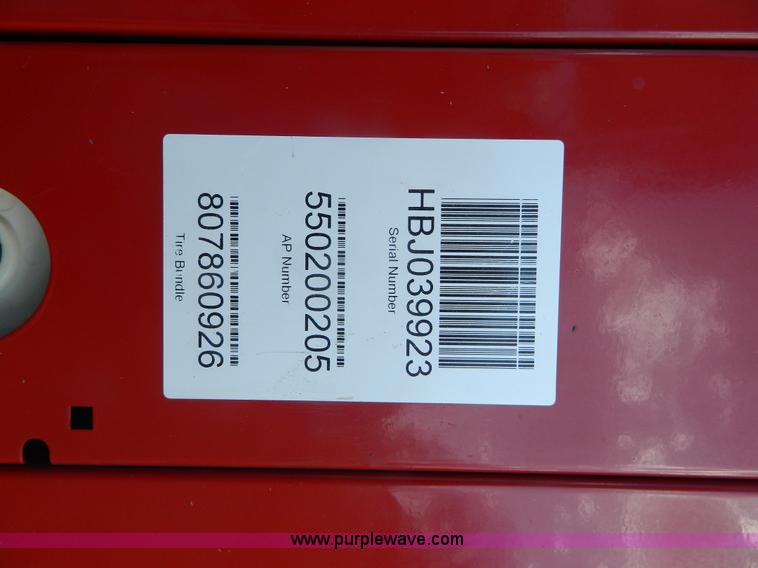 HBJ039923
Serial Number
550200205
AP Number
807860926
Tire Bundle
www.purplewave.com